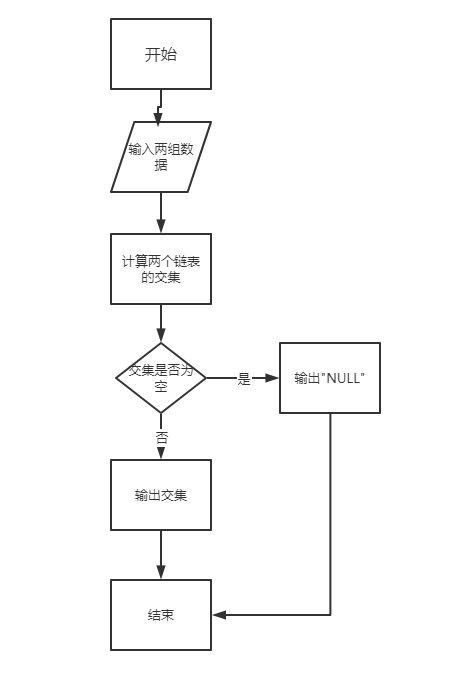 开始
输入两组数
据
计算两个链表
的交集
交集是否为
空
是
输出"NULL"
否
输出交集
结束